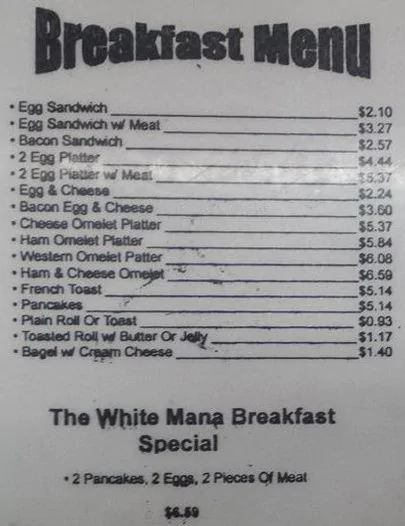 Breakfast Menu
• Egg Sandwich $2.10
• Egg Sandwich w/ Meat $3.27
• Bacon Sandwich $2.57
• 2 Egg Platter $4.44
• 2 Egg Platter w/ Meat $5.37
• Egg & Cheese $2.24
• Bacon Egg & Cheese $3.60
• Cheese Omelet Platter $5.37
• Ham Omelet Platter $5.84
• Western Omelet Patter $6.08
• Ham & Cheese Omelet $6.59
• French Toast $5.14
• Pancakes $5.14
• Plain Roll Or Toast $0.93
• Toasted Roll w/ Butter Or Jelly $1.17
• Bagel w/ Cream Cheese $1.40
The White Mana Breakfast
Special
• 2 Pancakes, 2 Eggs, 2 Pieces Of Meat
$6.59